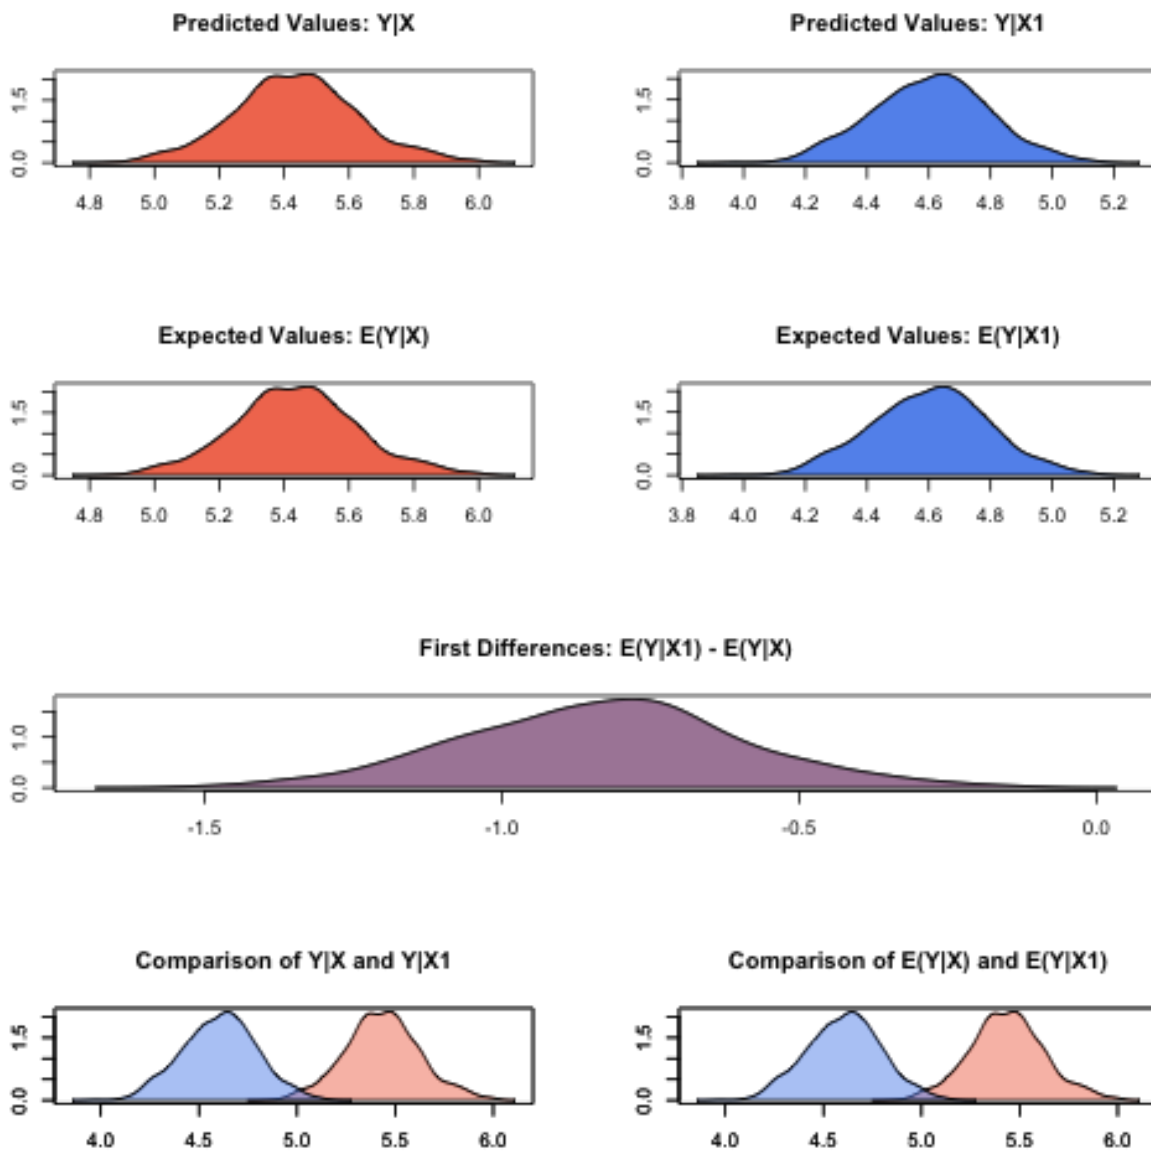 Predicted Values: Y|X
0.0 1.5
4.8 5.0 5.2 5.4 5.6 5.8 6.0
Predicted Values: Y|X1
0.0 1.5
3.8 4.0 4.2 4.4 4.6 4.8 5.0 5.2
Expected Values: E(Y|X)
0.0 1.5
4.8 5.0 5.2 5.4 5.6 5.8 6.0
Expected Values: E(Y|X1)
0.0 1.5
3.8 4.0 4.2 4.4 4.6 4.8 5.0 5.2
First Differences: E(Y|X1) - E(Y|X)
0.0 1.0
-1.5 -1.0 -0.5 0.0
Comparison of Y|X and Y|X1
0.0 1.5
4.0 4.5 5.0 5.5 6.0
Comparison of E(Y|X) and E(Y|X1)
0.0 1.5
4.0 4.5 5.0 5.5 6.0